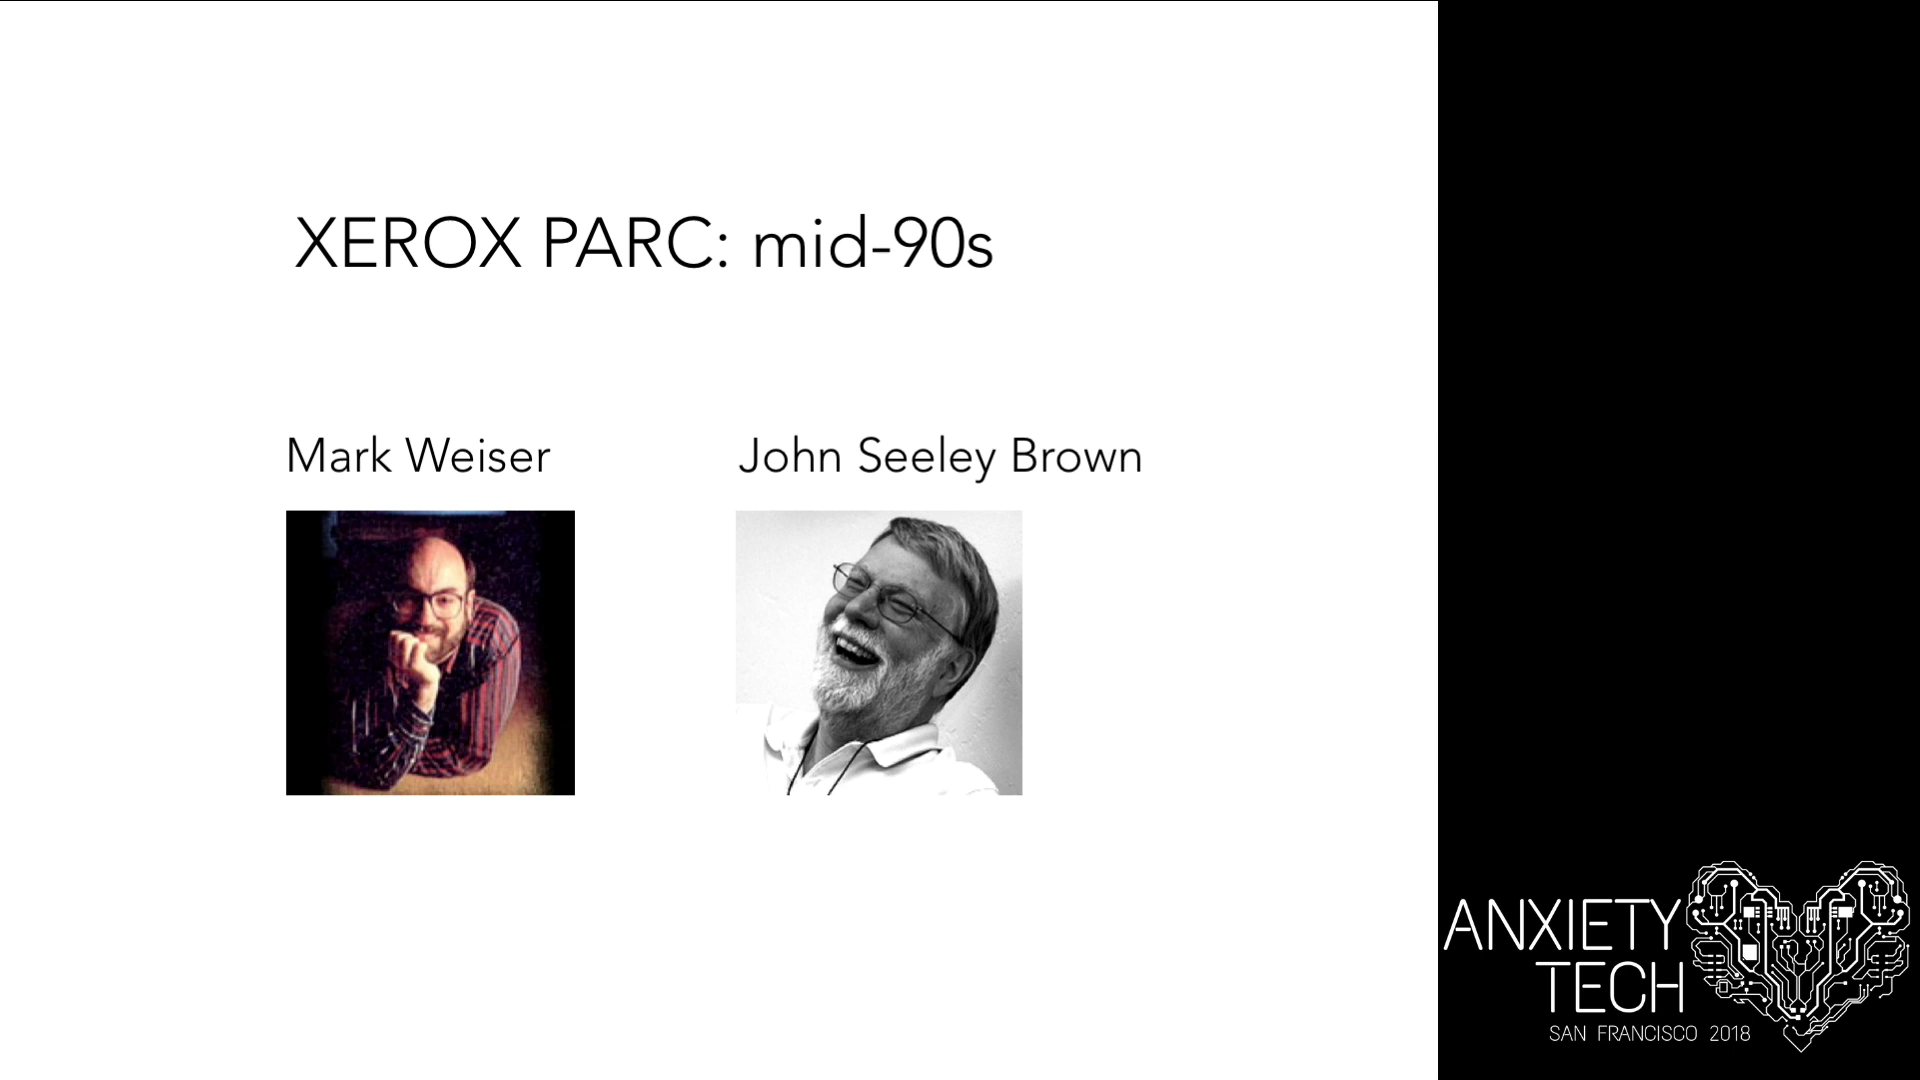 XEROX PARC: mid-90s
Mark Weiser
John Seeley Brown
ANXIETY
TECH
SAN FRANCISCO 2018